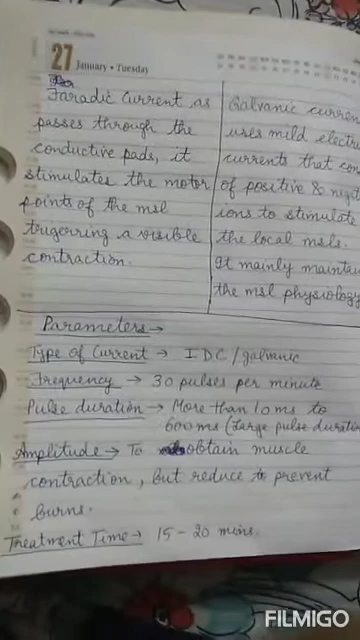 27 January • Tuesday
Faradic Current as
passes through the
conductive pads, it
stimulates the motor
points of the msl
triggering a visible
contraction.
Galvanic curren
uses mild electri
currents that con
of positive &
ions to stimulate
the local msls.
It mainly maintai
the msl physiology
Parameters →
Type of Current → IDC/galvanic
Frequency → 30 pulses per minute
Pulse duration → More than 10ms to
600ms (Large pulse duration
Amplitude → To obtain muscle
contraction, but reduce to prevent
burns.
Treatment Time → 15 - 20 mins.
FILMIGO